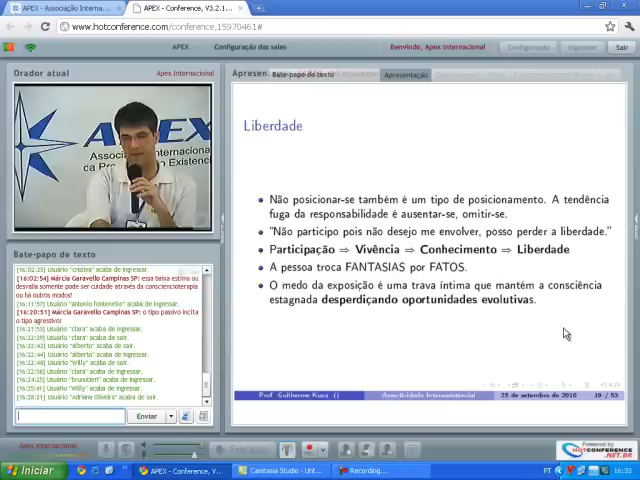 APEX - Associação Interna...
APEX - Conference, V3.2.1...
www.hotconference.com/conference,15970461#
APEX
Configuração das salas
Benvindo, Apex Internacional
Configuração
Ingressar
Sair
Orador atual
Apex Internacional
Apresen
Bate-papo de texto
Apresentação
APEX
Associação Internac
da Pro
Existenc
Liberdade
Não posicionar-se também é um tipo de posicionamento. A tendência
fuga da responsabilidade é ausentar-se, omitir-se.
"Não participo pois não desejo me envolver, posso perder a liberdade."
Participação ⇒ Vivência ⇒ Conhecimento ⇒ Liberdade
A pessoa troca FANTASIAS por FATOS.
O medo da exposição é uma trava íntima que mantém a consciência
estagnada desperdiçando oportunidades evolutivas.
Bate-papo de texto
[16:02:25] Usuário "cristina" acaba de ingressar.
[16:02:54] Márcia Garavello Campinas SP: essa baixa estima ou
desvalia somente pode ser cuidade através da consciencioterapia
ou há outros modos?
[16:11:57] Usuário "antonio fontenelle" acaba de ingressar.
[16:20:51] Márcia Garavello Campinas SP: o tipo passivo incita
o tipo agressivo?
[16:21:53] Usuário "clara" acaba de ingressar.
[16:22:39] Usuário "clara" acaba de sair.
[16:22:42] Usuário "alberto" acaba de sair.
[16:22:44] Usuário "alberto" acaba de ingressar.
[16:22:48] Usuário "Willy" acaba de sair.
[16:22:56] Usuário "clara" acaba de ingressar.
[16:24:25] Usuário acaba de ingressar.
[16:25:41] Usuário "Willy" acaba de ingressar.
[16:28:21] Usuário "Adriana Oliveira" acaba de sair.
Enviar
Prof. Guilherme Kunz ()
Assertividade Interassistencial
25 de setembro de 2010
19 / 53
Apex Internacional
Powered by
HOTCONFERENCE
.NET.BR
Iniciar
APEX - Conference, V...
Camtasia Studio - Unt...
Recording...
PT
16:33